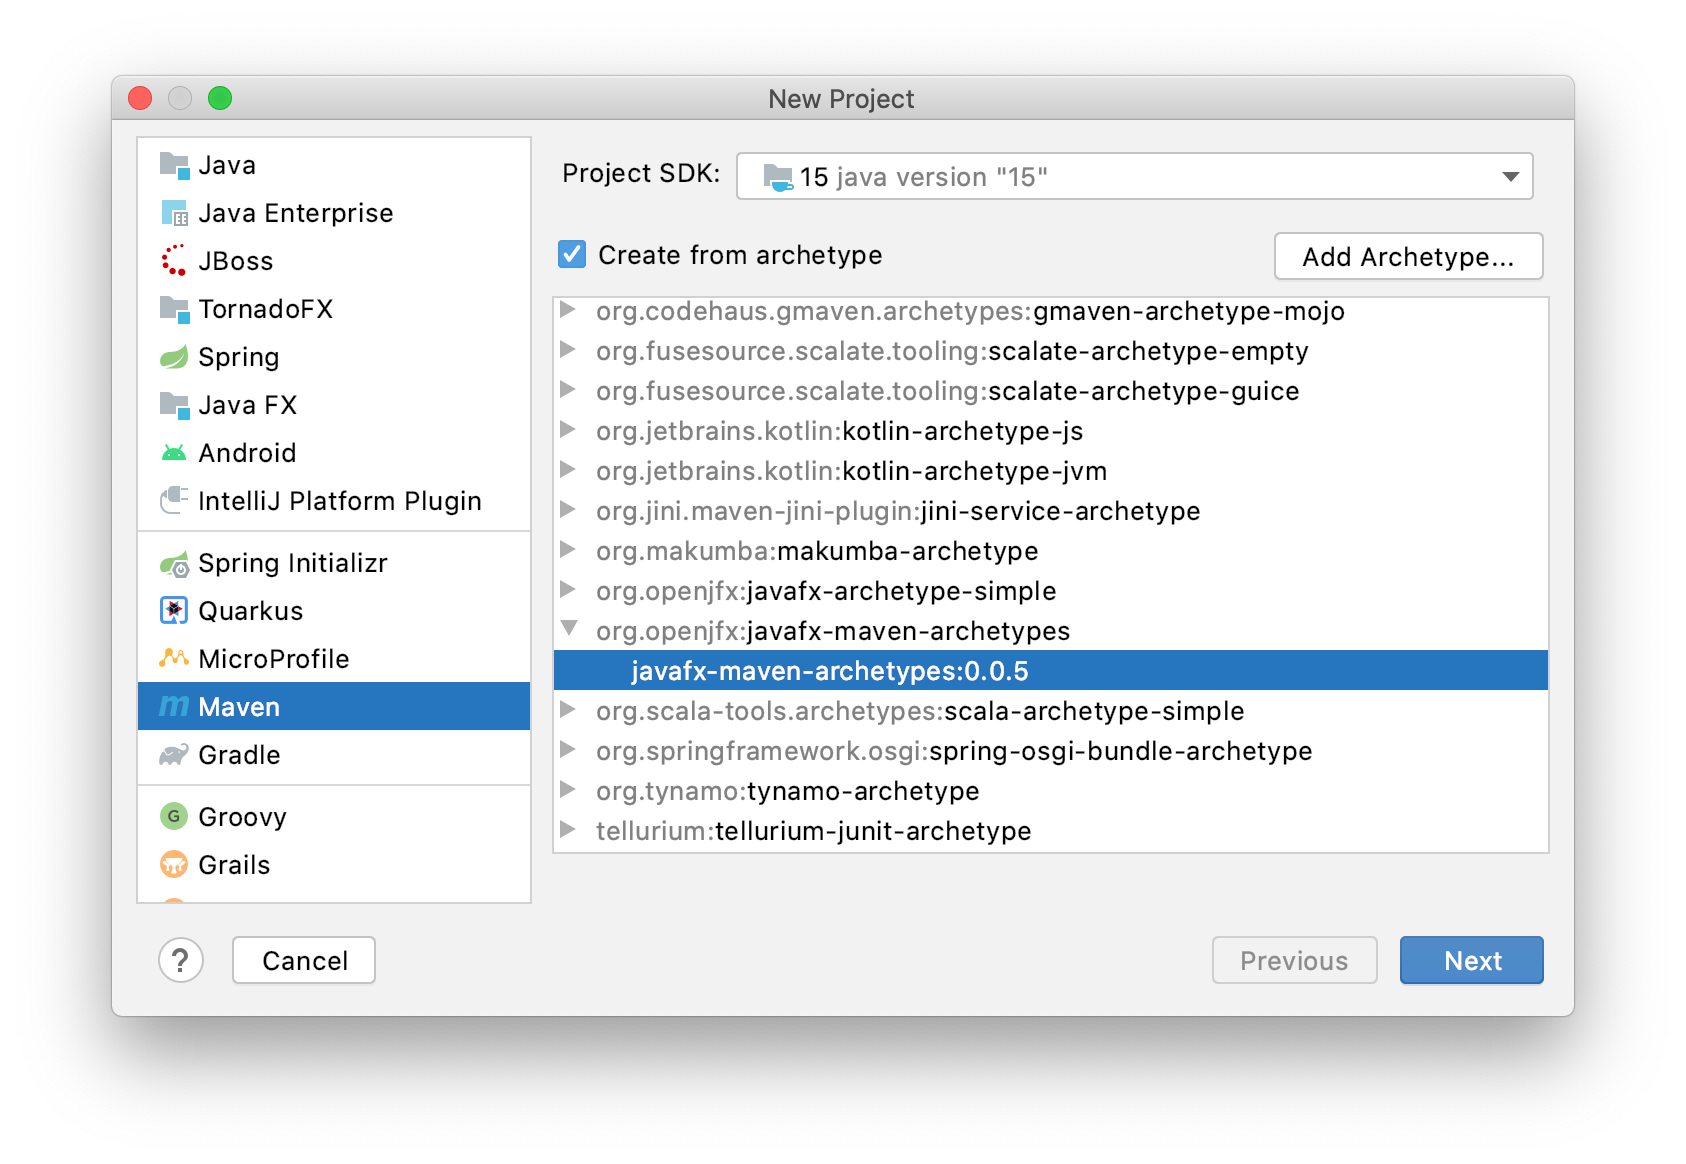 New Project
Java
Java Enterprise
JBoss
TornadoFX
Spring
Java FX
Android
IntelliJ Platform Plugin
Spring Initializr
Quarkus
MicroProfile
Maven
Gradle
G Groovy
Grails
Project SDK: 15 java version "15"
Create from archetype
Add Archetype...
org.codehaus.gmaven.archetypes:gmaven-archetype-mojo
org.fusesource.scalate.tooling:scalate-archetype-empty
org.fusesource.scalate.tooling:scalate-archetype-guice
org.jetbrains.kotlin:kotlin-archetype-js
org.jetbrains.kotlin:kotlin-archetype-jvm
org.jini.maven-jini-plugin:jini-service-archetype
org.makumba:makumba-archetype
org.openjfx:javafx-archetype-simple
org.openjfx:javafx-maven-archetypes
javafx-maven-archetypes:0.0.5
org.scala-tools.archetypes:scala-archetype-simple
org.springframework.osgi:spring-osgi-bundle-archetype
org.tynamo:tynamo-archetype
tellurium:tellurium-junit-archetype
? Cancel
Previous
Next